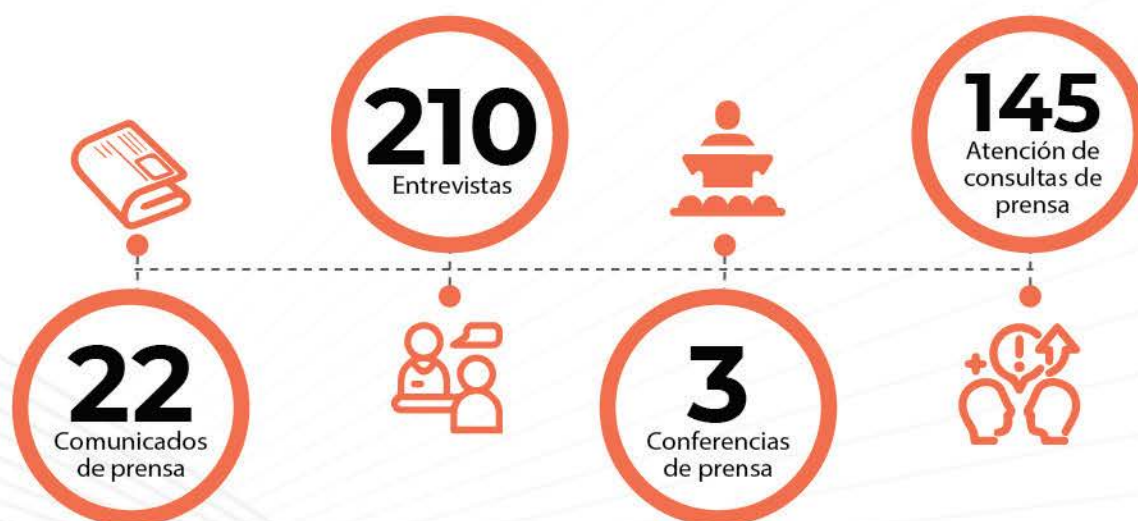 22
Comunicados
de prensa
210
Entrevistas
3
Conferencias
de prensa
145
Atención de
consultas de
prensa